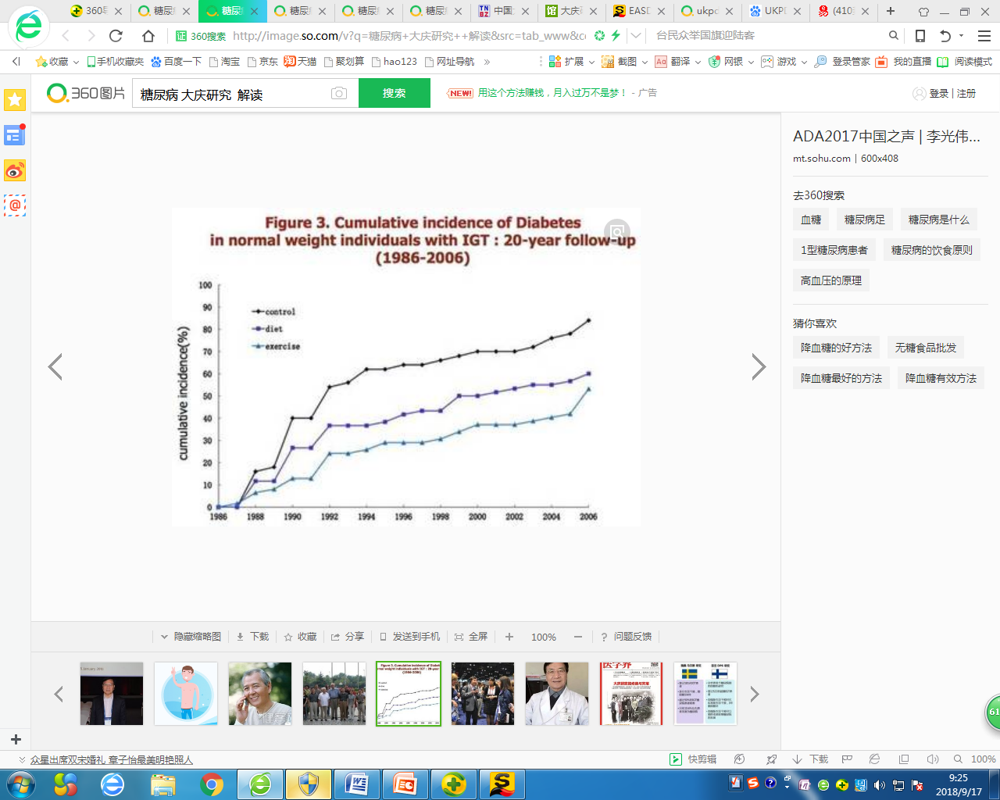 360导
糖尿
糖尿
糖尿
糖尿
糖尿
中国
大庆研
EASD
ukpd
UKPD
(410
360搜索
http://image.so.com/v?q=糖尿病+大庆研究++解读&src=tab_www&c
台民众举国旗迎陆客
收藏
手机收藏夹
百度一下
淘宝
京东
天猫
聚划算
hao123
网址导航
扩展
截图
翻译
网银
游戏
登录管家
我的直播
阅读模式
360图片
糖尿病 大庆研究 解读
搜索
NEW! 用这个方法赚钱，月入过万不是梦！ - 广告
登录 | 注册
ADA2017中国之声 | 李光伟...
mt.sohu.com | 600x408
去360搜索
血糖
糖尿病足
糖尿病是什么
1型糖尿病患者
糖尿病的饮食原则
高血压的原理
猜你喜欢
降血糖的好方法
无糖食品批发
降血糖最好的方法
降血糖有效方法
Figure 3. Cumulative incidence of Diabetes
in normal weight individuals with IGT : 20-year follow-up
(1986-2006)
cumulative incidence(%)
100
90
80
70
60
50
40
30
20
10
0
control
diet
exercise
1986 1988 1990 1992 1994 1996 1998 2000 2002 2004 2006
隐藏缩略图
下载
收藏
分享
发送到手机
全屏
100%
问题反馈
医学界
众星出席双宋婚礼 章子怡最美明艳照人
快剪辑
下载
100%
61
9:25
2018/9/17